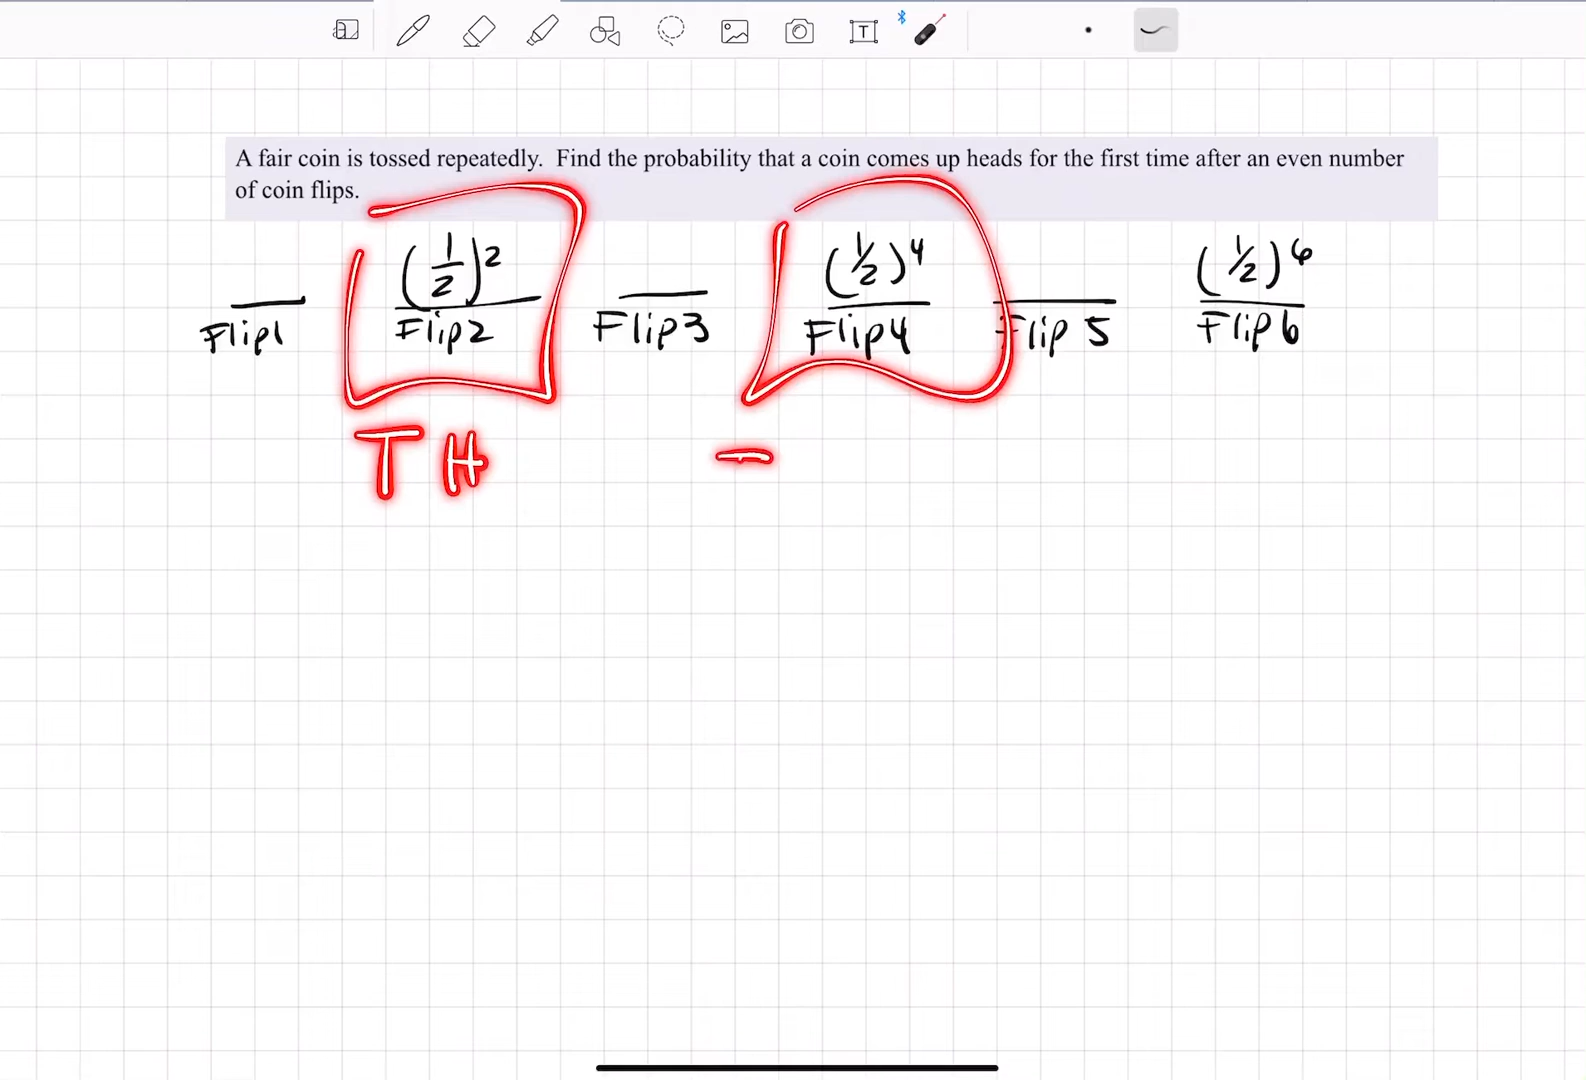 A fair coin is tossed repeatedly. Find the probability that a coin comes up heads for the first time after an even number
of coin flips.
(1/2)² (1/2)⁴ (1/2)⁶
Flip1 Flip2 Flip3 Flip4 Flip 5 Flip6
T H